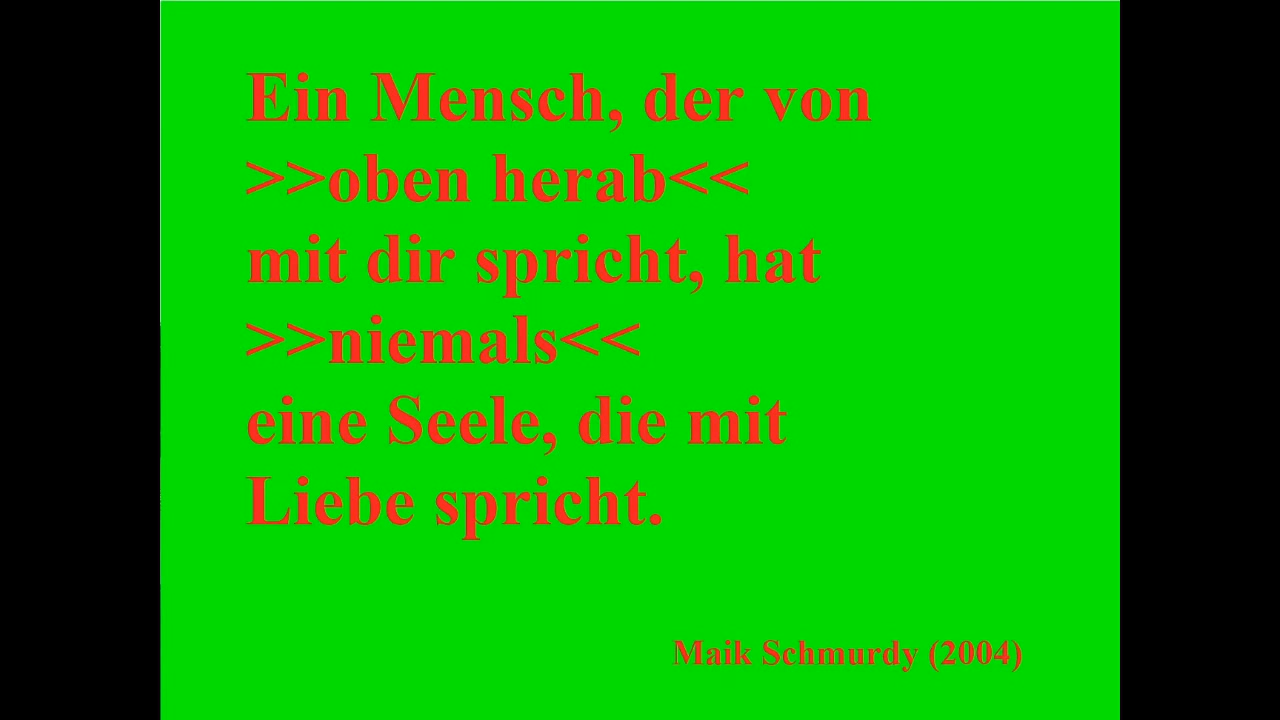 Ein Mensch, der von
>>oben herab<<
mit dir spricht, hat
>>niemals<<
eine Seele, die mit
Liebe spricht.
Maik Schmurdy (2004)